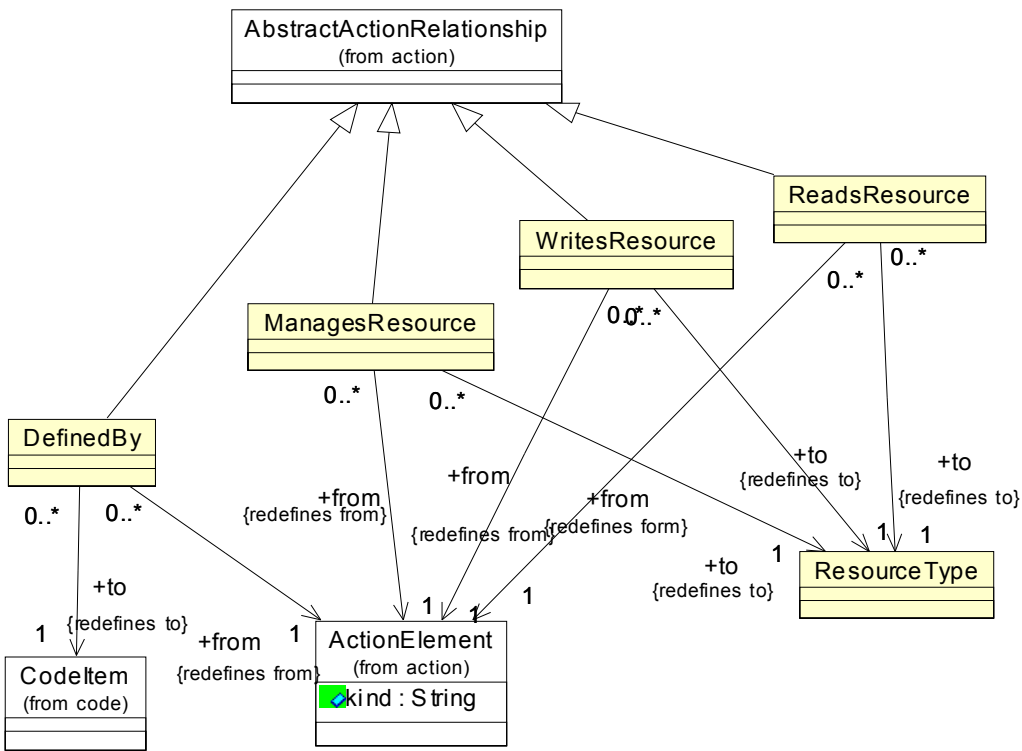 AbstractActionRelationship
(from action)
ReadsResource
WritesResource
0..*
0..*
ManagesResource
0..*
0..*
0..*
0..*
DefinedBy
+to
{redefines to}
+to
{redefines to}
+from
+from
{redefines from}
+from
{redefines form}
{redefines from}
0..*
0..*
1
1
1
ResourceType
+to
{redefines to}
+to
{redefines to}
1
1
1
1
1
+from
{redefines from}
ActionElement
(from action)
kind : String
CodeItem
(from code)